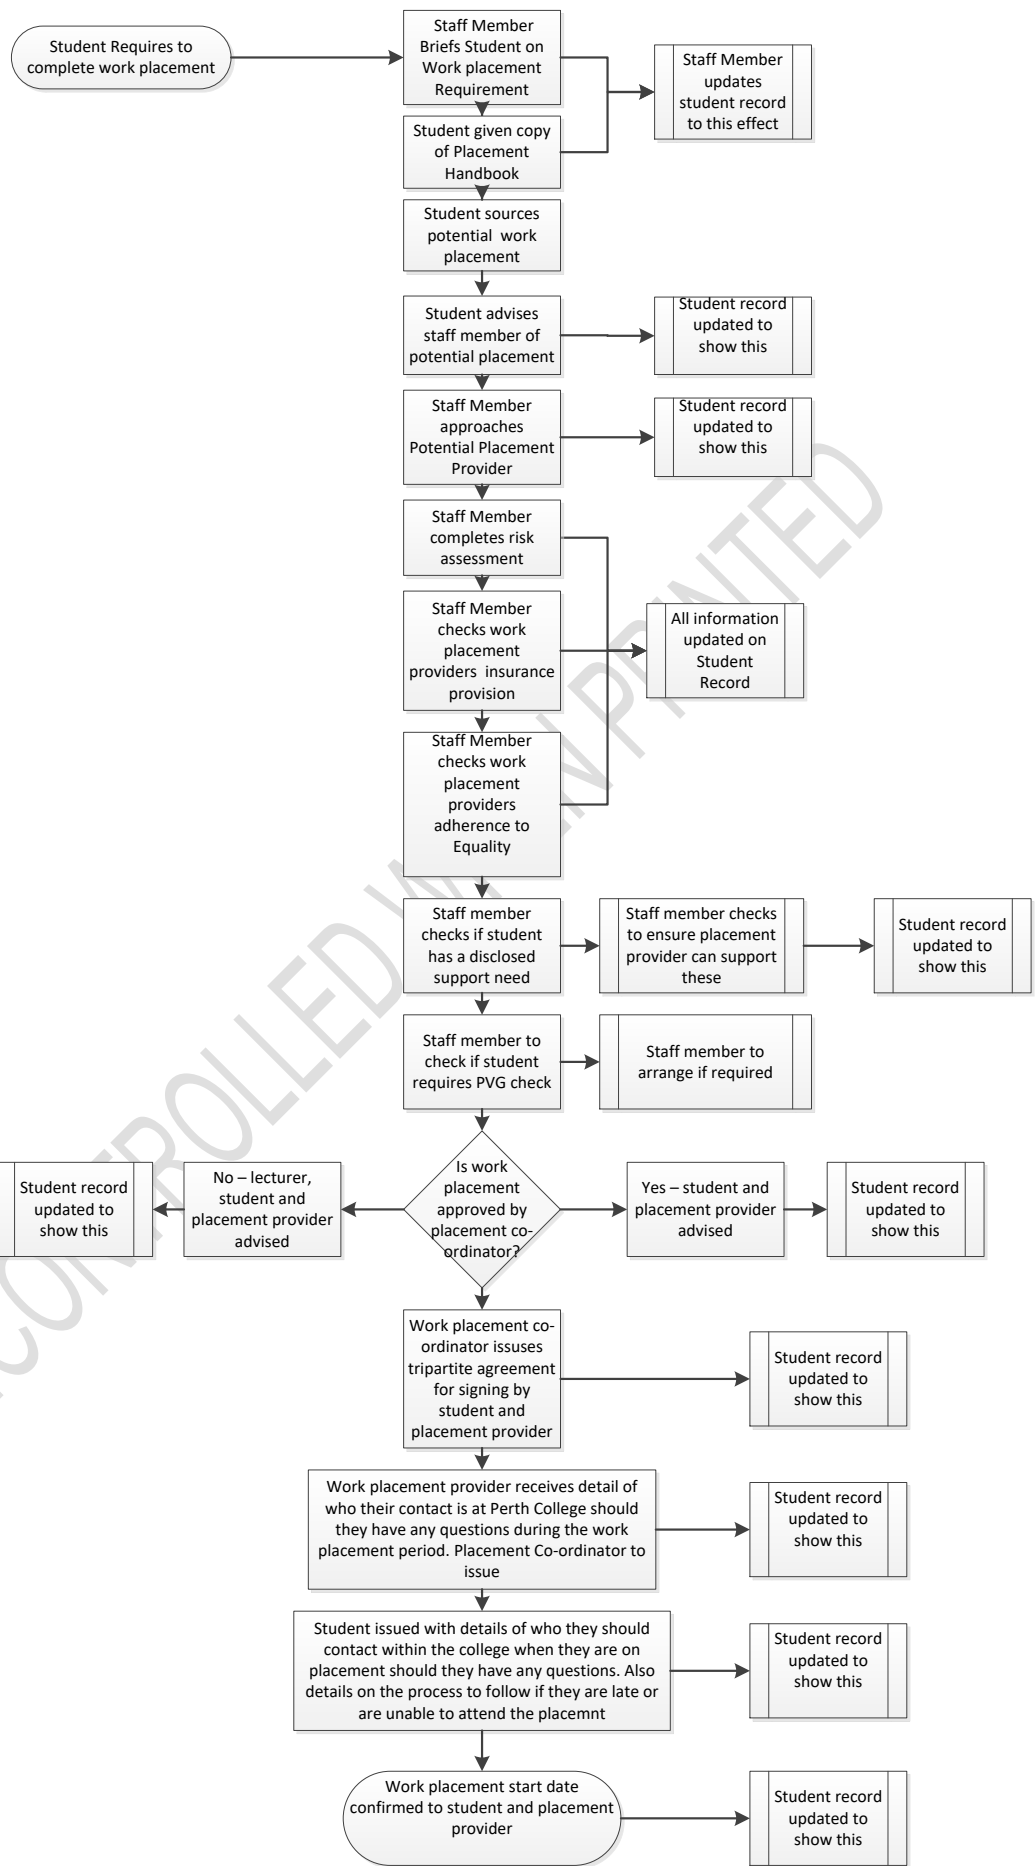 Student Requires to
complete work placement
Staff Member
Briefs Student on
Work placement
Requirement
Staff Member
updates
student record
to this effect
Student given copy
of Placement
Handbook
Student sources
potential work
placement
Student advises
staff member of
potential placement
Student record
updated to
show this
Staff Member
approaches
Potential Placement
Provider
Student record
updated to
show this
Staff Member
completes risk
assessment
Staff Member
checks work
placement
providers insurance
provision
All information
updated on
Student
Record
Staff Member
checks work
placement
providers
adherence to
Equality
Staff member
checks if student
has a disclosed
support need
Staff member checks
to ensure placement
provider can support
these
Student record
updated to
show this
Staff member to
check if student
requires PVG check
Staff member to
arrange if required
Student record
updated to
show this
No – lecturer,
student and
placement provider
advised
Is work
placement
approved by
placement co-
ordinator?
Yes – student and
placement provider
advised
Student record
updated to
show this
Work placement co-
ordinator issuses
tripartite agreement
for signing by
student and
placement provider
Student record
updated to
show this
Work placement provider receives detail of
who their contact is at Perth College should
they have any questions during the work
placement period. Placement Co-ordinator to
issue
Student record
updated to
show this
Student issued with details of who they should
contact within the college when they are on
placement should they have any questions. Also
details on the process to follow if they are late or
are unable to attend the placemnt
Student record
updated to
show this
Work placement start date
confirmed to student and placement
provider
Student record
updated to
show this